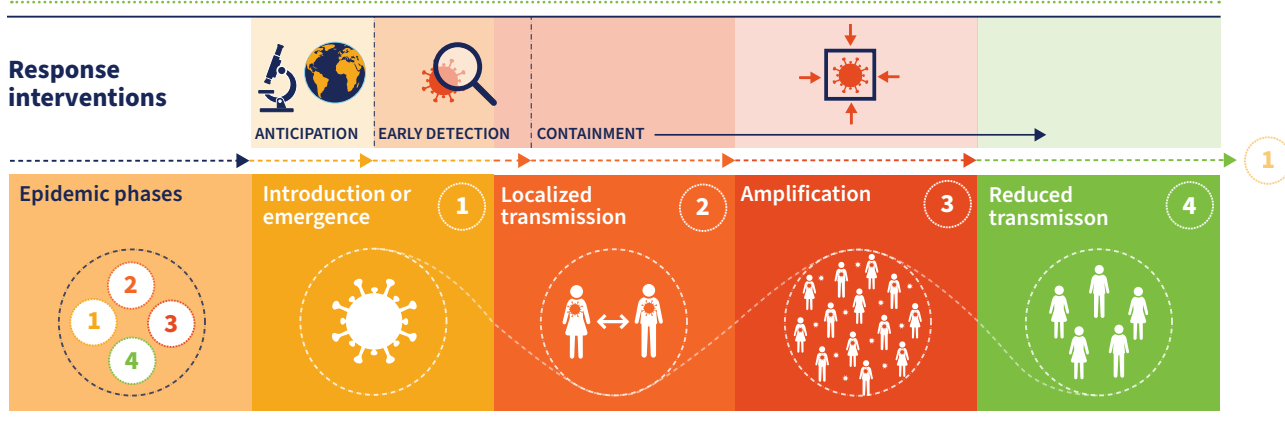 Response
interventions
ANTICIPATION
EARLY DETECTION
CONTAINMENT
1
Epidemic phases
2
1
3
4
Introduction or
emergence
1
Localized
transmission
2
Amplification
3
Reduced
transmisson
4